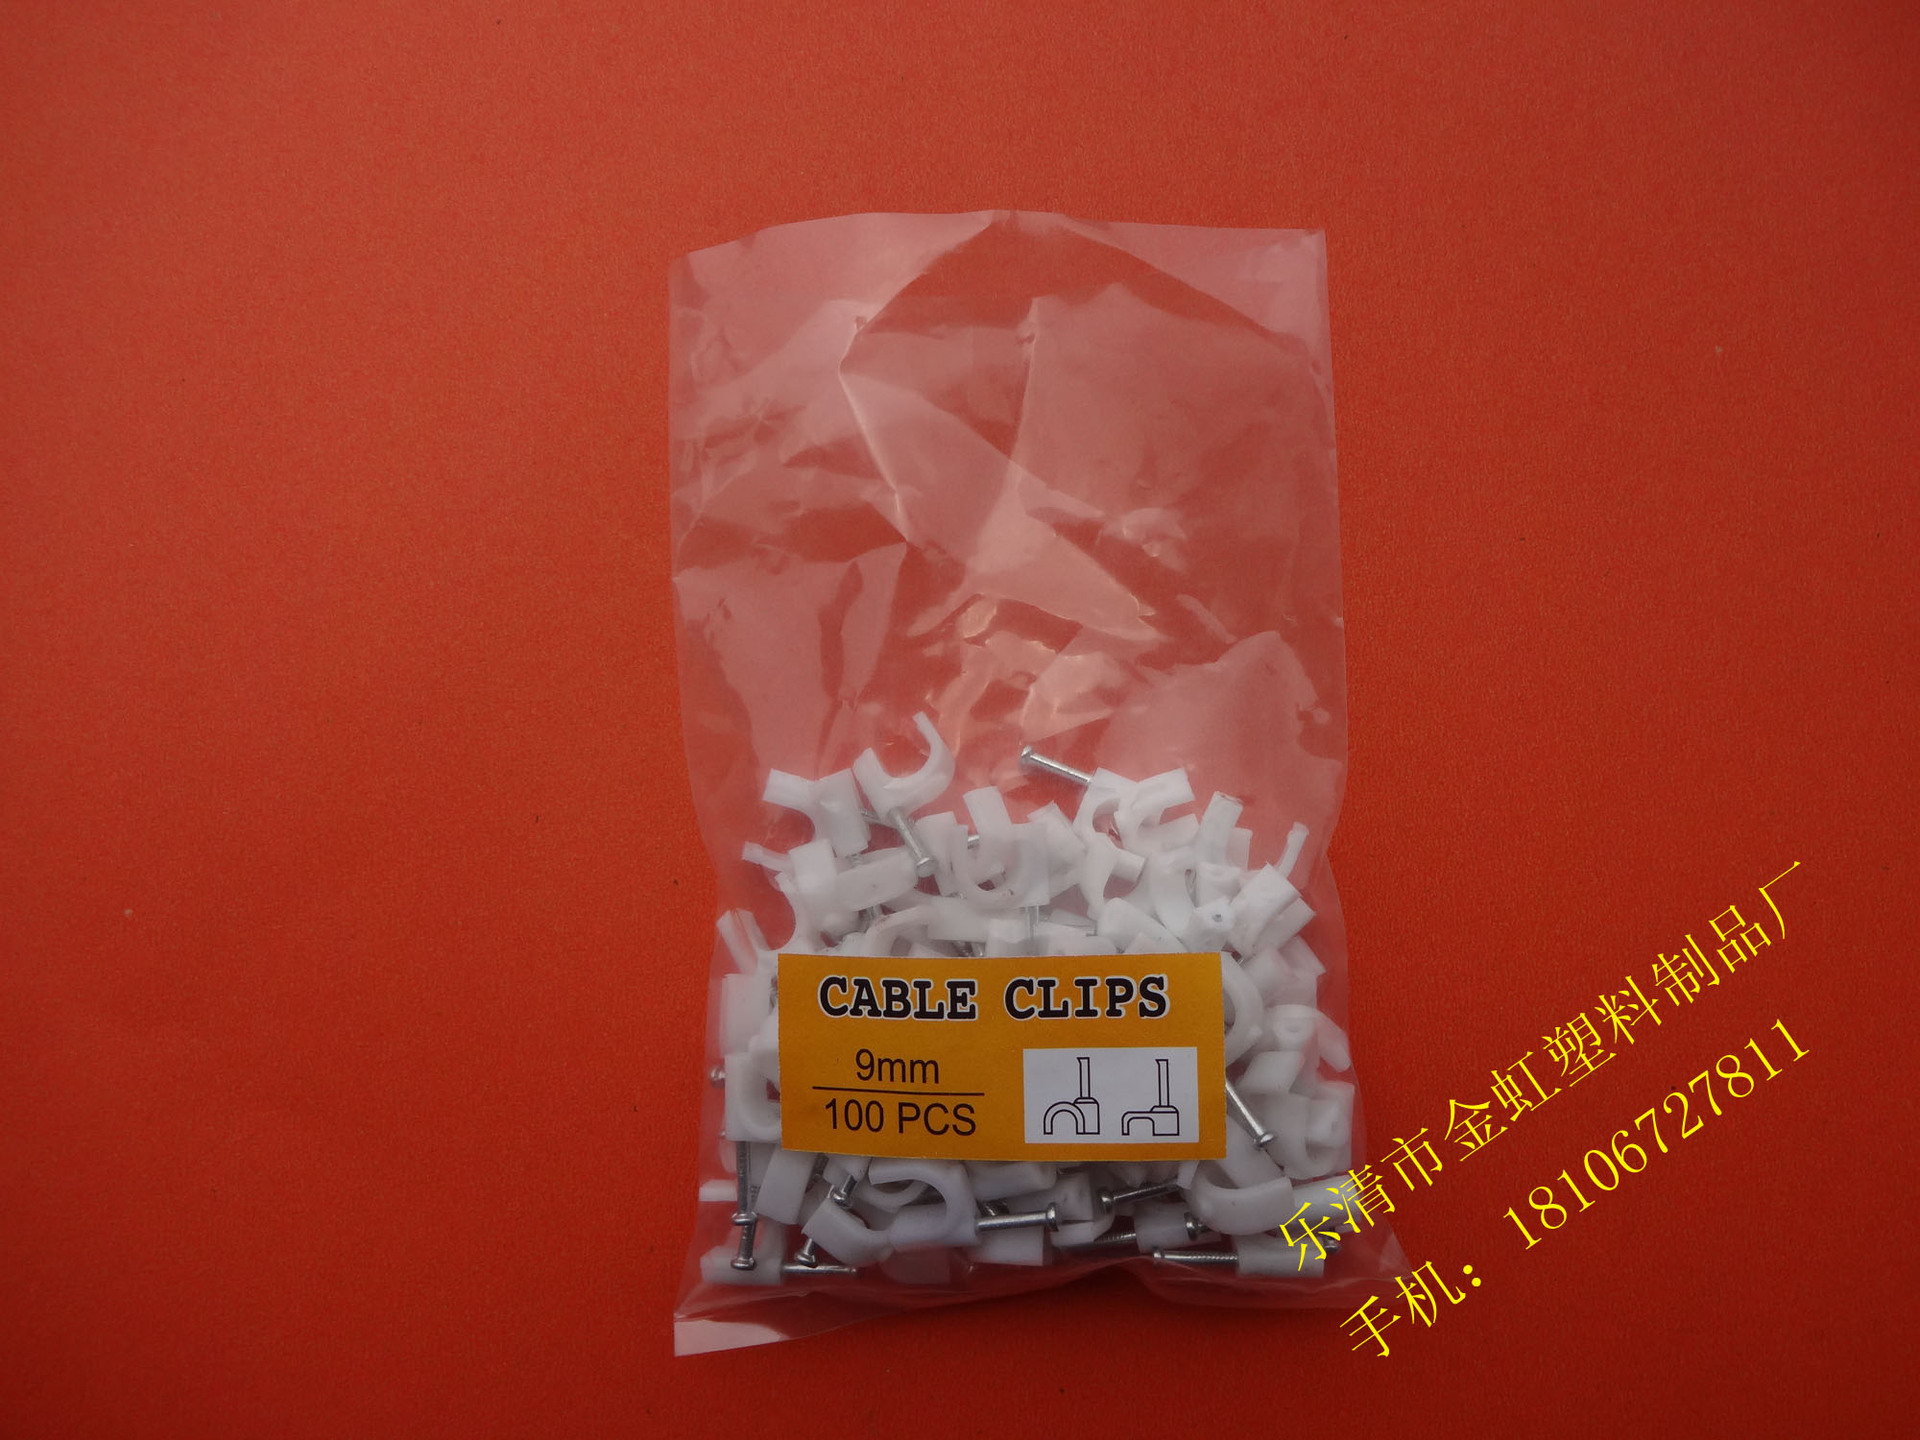 CABLE CLIPS
9mm
100 PCS
乐清市金虹塑料制品厂
手机：18106727811